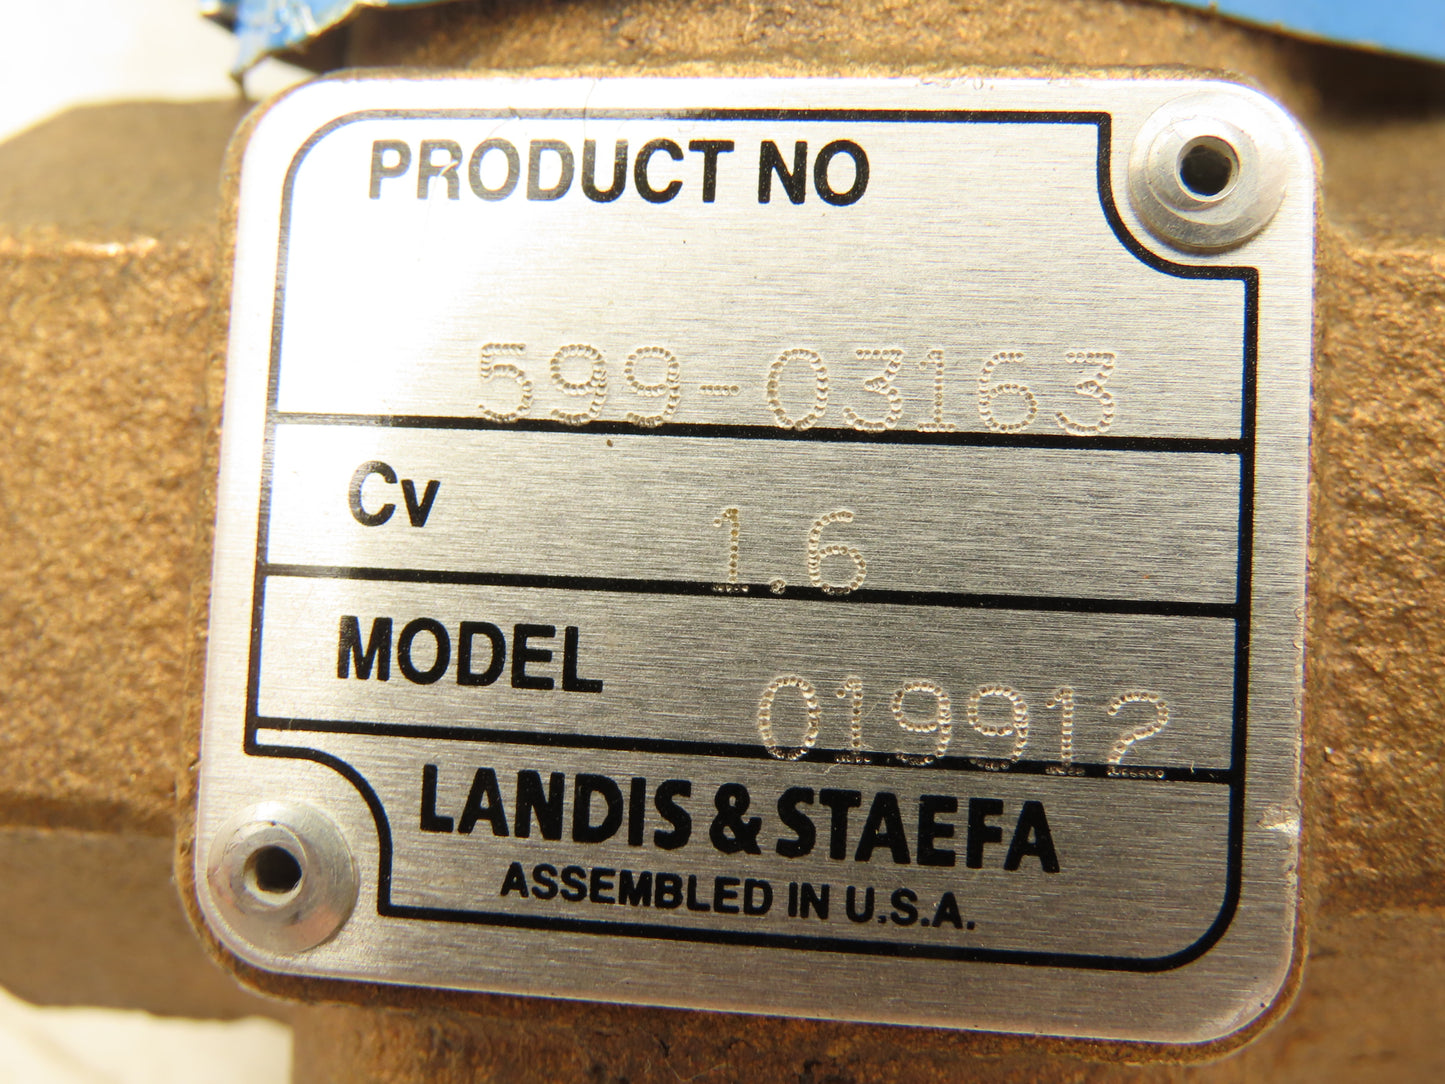 PRODUCT NO
599-03163
Cv 1.6
MODEL 019912
LANDIS & STAEFA
ASSEMBLED IN U.S.A.